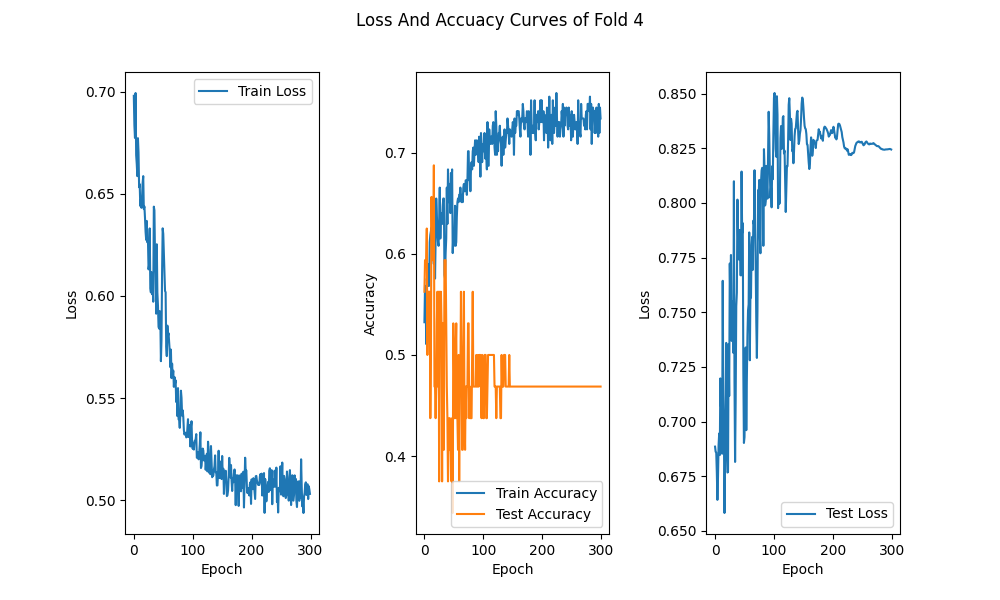 Loss And Accuacy Curves of Fold 4
0.70
0.65
0.60
0.55
0.50
0
100
200
300
Epoch
Loss
Train Loss
0.7
0.6
0.5
0.4
0
100
200
300
Epoch
Accuracy
Train Accuracy
Test Accuracy
0.850
0.825
0.800
0.775
0.750
0.725
0.700
0.675
0.650
0
100
200
300
Epoch
Loss
Test Loss